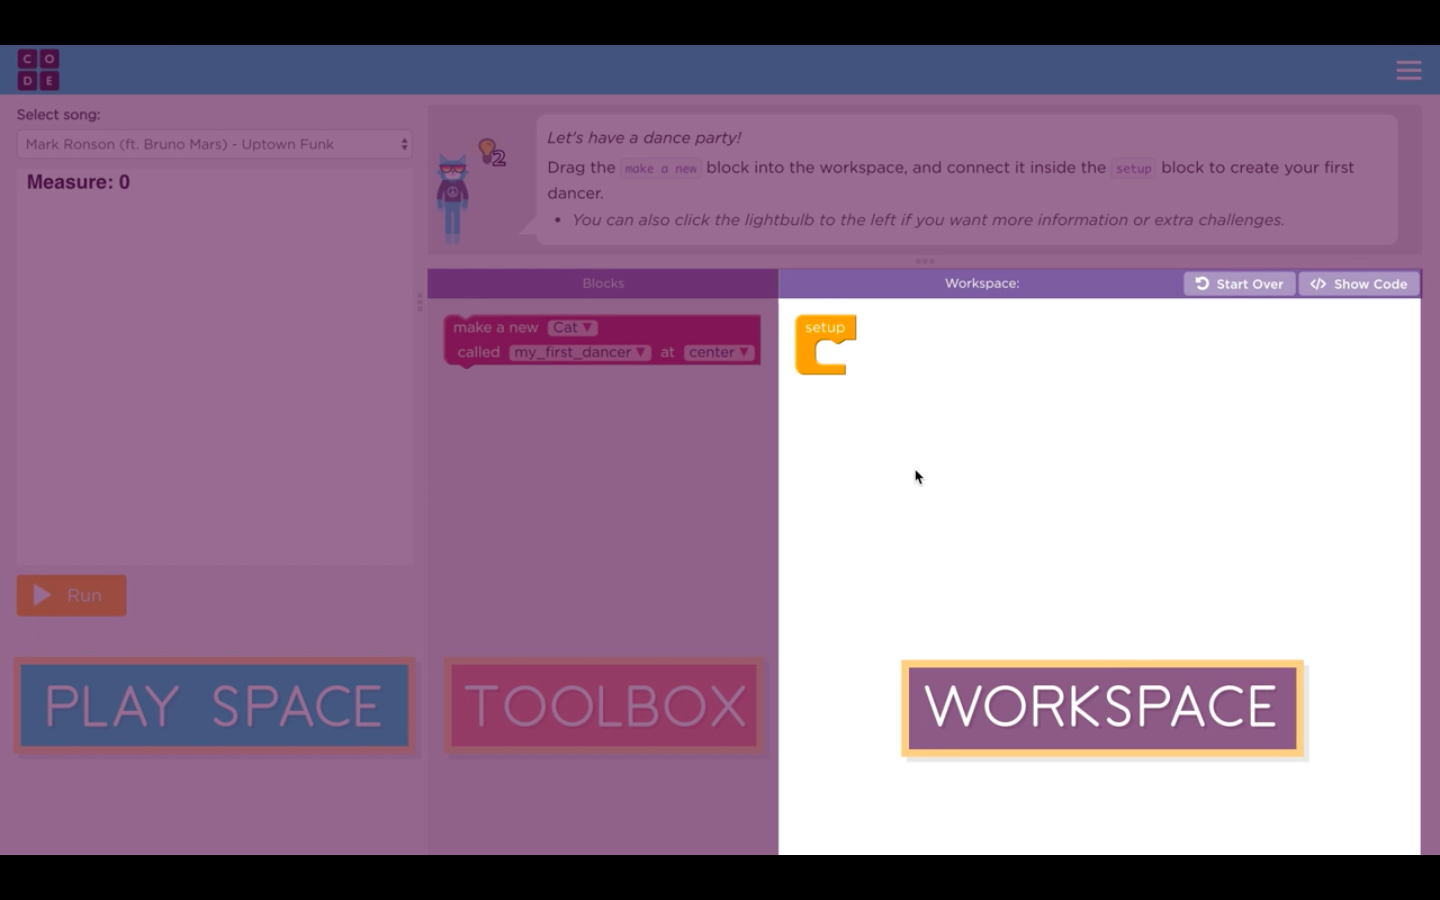 C O
D E
Select song:
Mark Ronson (ft. Bruno Mars) - Uptown Funk
Measure: 0
2
Let's have a dance party!
Drag the make a new block into the workspace, and connect it inside the setup block to create your first
dancer.
• You can also click the lightbulb to the left if you want more information or extra challenges.
Blocks
Workspace:
Start Over
</> Show Code
make a new Cat ▼
called my_first_dancer ▼ at center ▼
setup
Run
PLAY SPACE
TOOLBOX
WORKSPACE